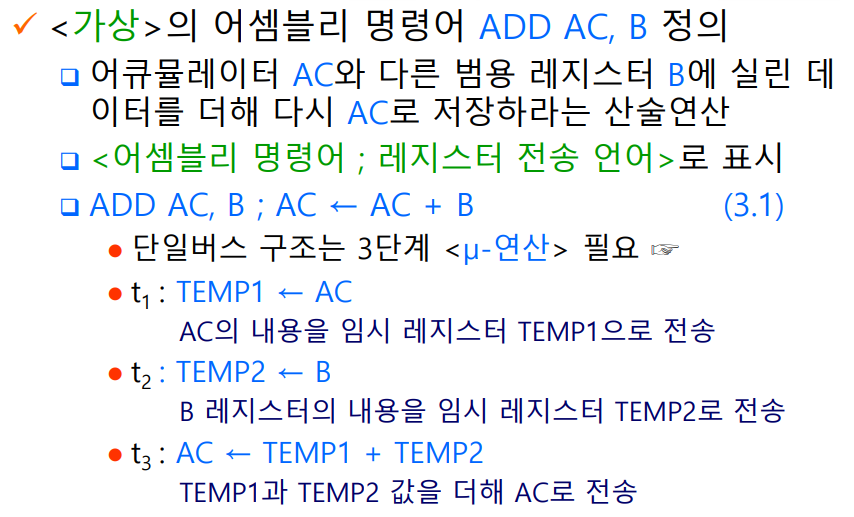 ✓ <가상>의 어셈블리 명령어 ADD AC, B 정의
❑ 어큐뮬레이터 AC와 다른 범용 레지스터 B에 실린 데
이터를 더해 다시 AC로 저장하라는 산술연산
❑ <어셈블리 명령어 ; 레지스터 전송 언어>로 표시
❑ ADD AC, B ; AC ← AC + B (3.1)
● 단일버스 구조는 3단계 <μ-연산> 필요 ☞
● t₁ : TEMP1 ← AC
AC의 내용을 임시 레지스터 TEMP1으로 전송
● t₂ : TEMP2 ← B
B 레지스터의 내용을 임시 레지스터 TEMP2로 전송
● t₃ : AC ← TEMP1 + TEMP2
TEMP1과 TEMP2 값을 더해 AC로 전송